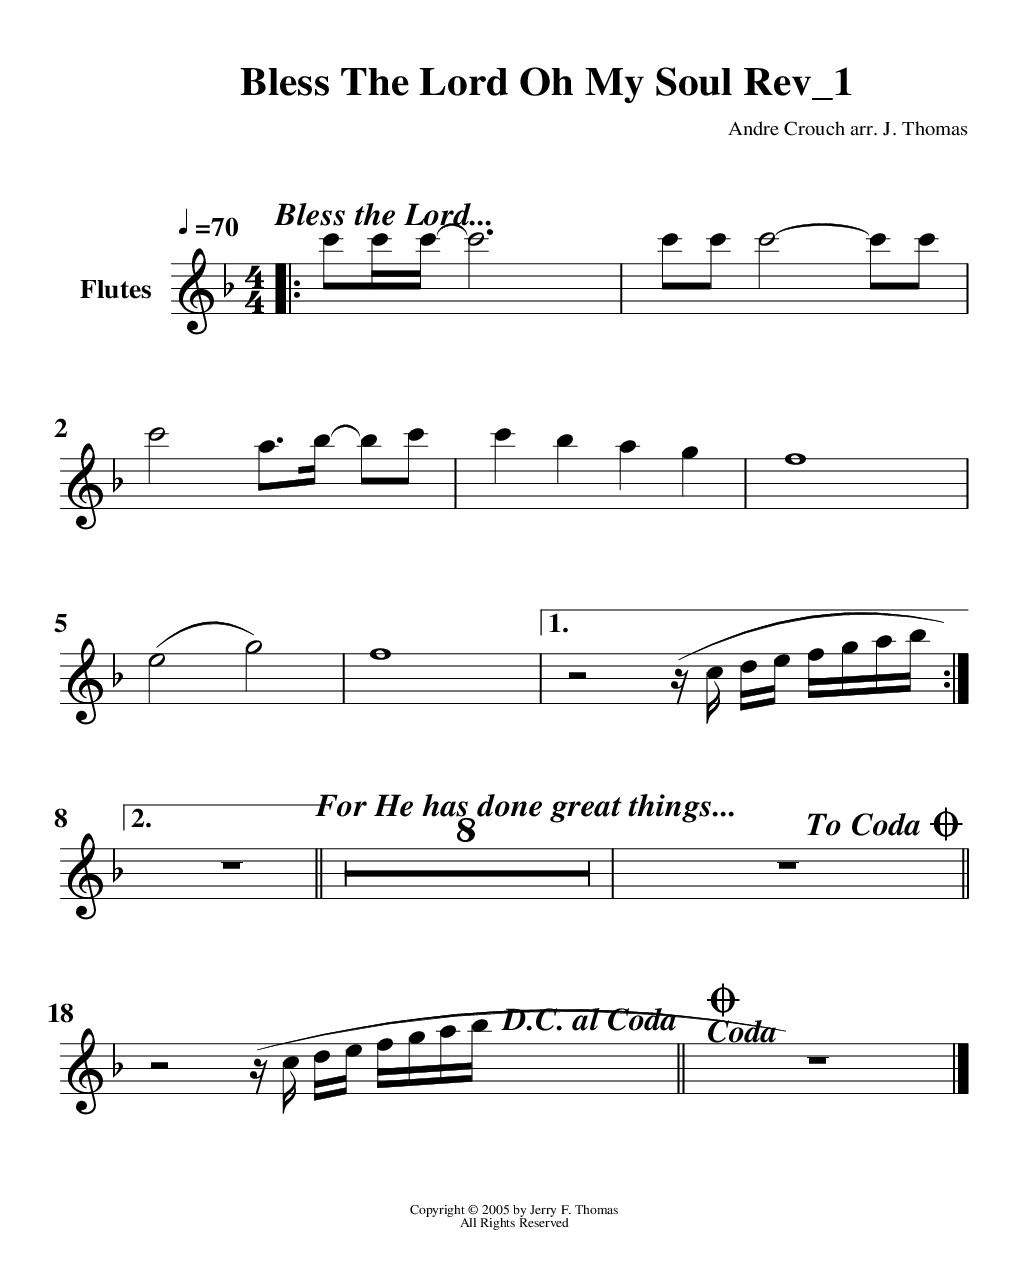 Bless The Lord Oh My Soul Rev_1
Andre Crouch arr. J. Thomas
=70
Bless the Lord...
Flutes
4
4
2
5
1.
8
2.
For He has done great things...
8
To Coda
18
D.C. al Coda
Coda
Copyright © 2005 by Jerry F. Thomas
All Rights Reserved